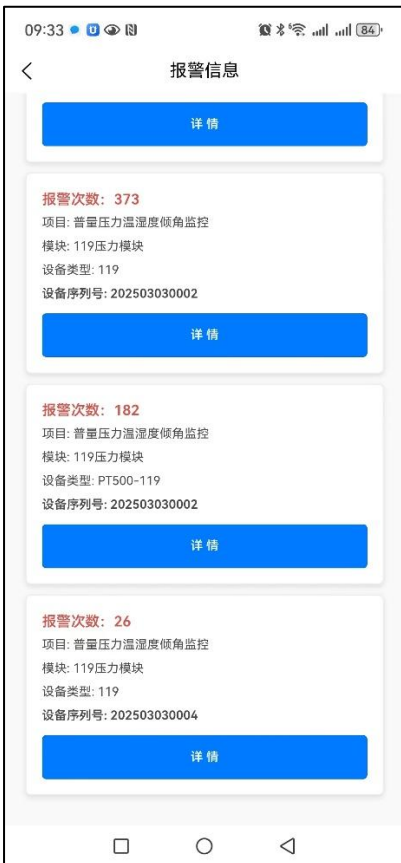 09:33
84
报警信息
详 情
报警次数：373
项目: 普量压力温湿度倾角监控
模块: 119压力模块
设备类型: 119
设备序列号: 202503030002
详 情
报警次数：182
项目: 普量压力温湿度倾角监控
模块: 119压力模块
设备类型: PT500-119
设备序列号: 202503030002
详 情
报警次数：26
项目: 普量压力温湿度倾角监控
模块: 119压力模块
设备类型: 119
设备序列号: 202503030004
详 情